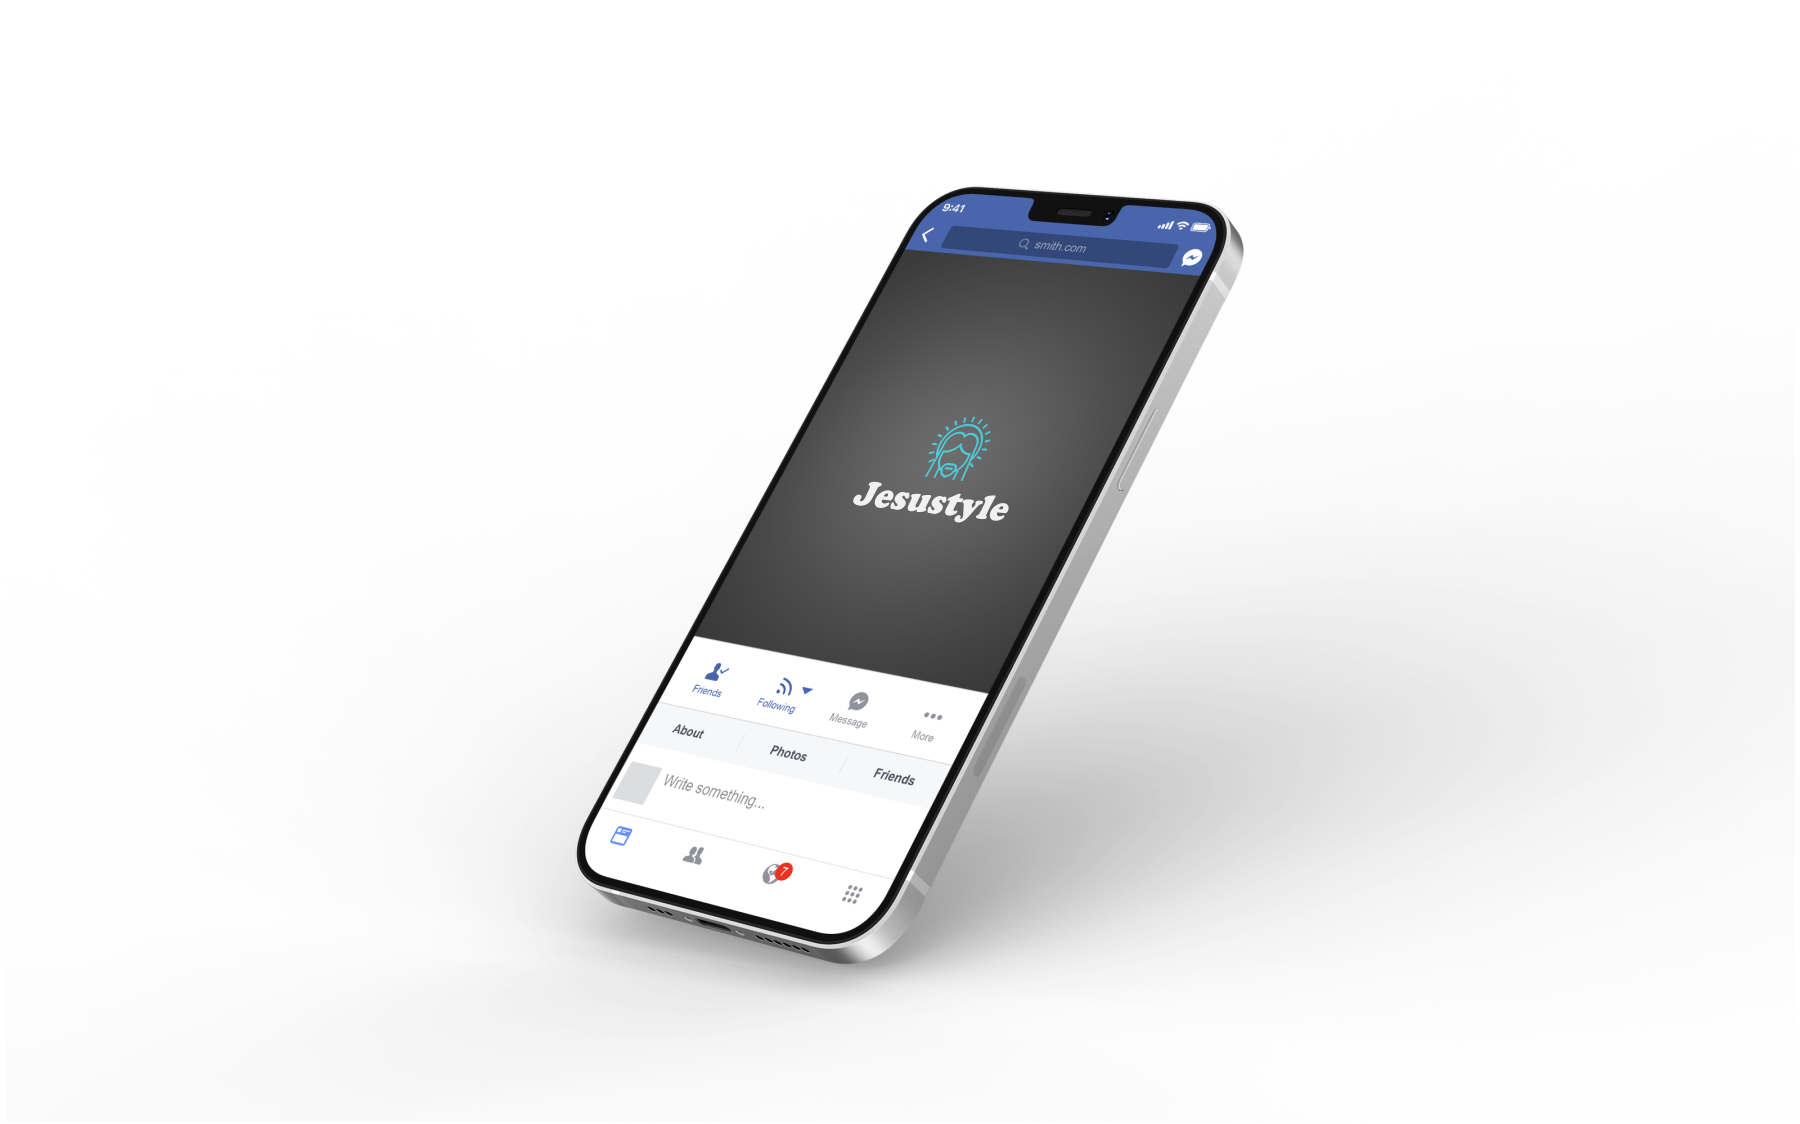 9:41
smith.com
Jesustyle
Friends
Following
Message
More
About
Photos
Friends
Write something...
7